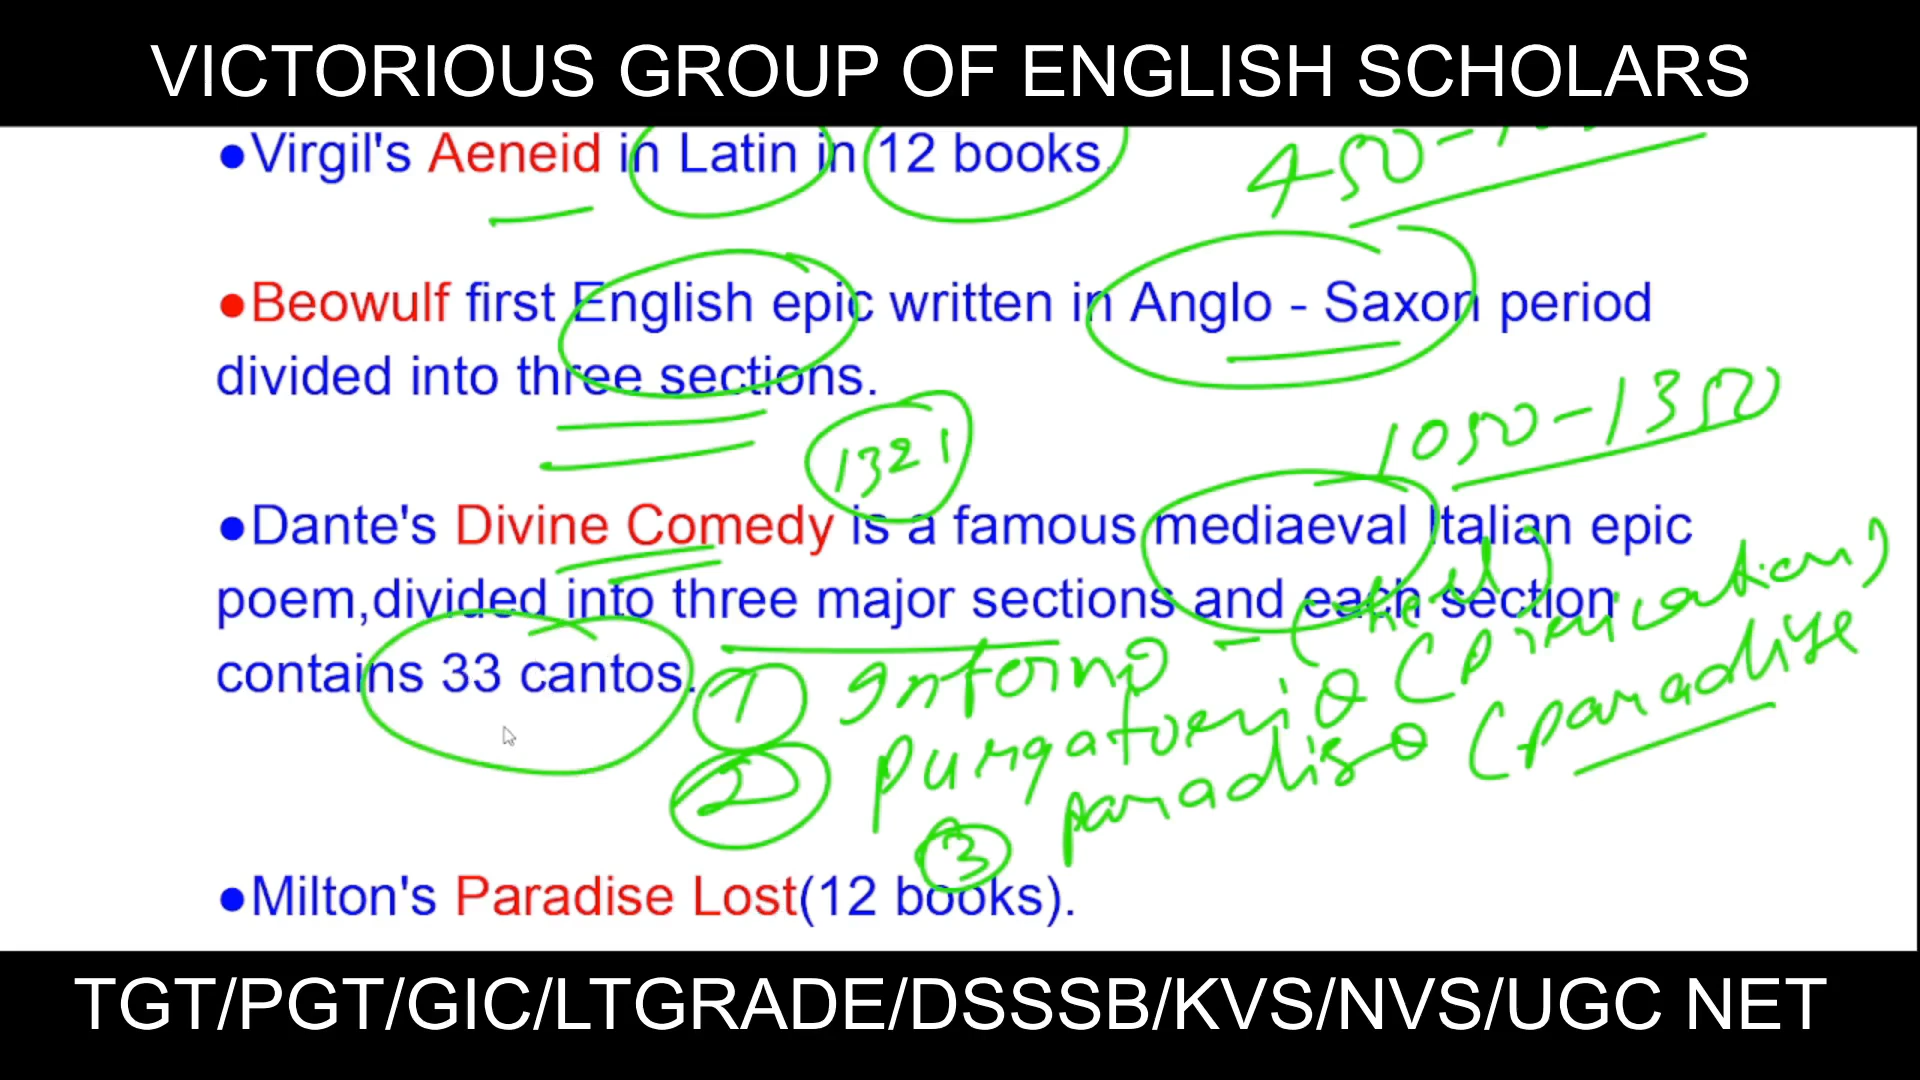 VICTORIOUS GROUP OF ENGLISH SCHOLARS
●Virgil's Aeneid in Latin in 12 books.
450-
●Beowulf first English epic written in Anglo - Saxon period
divided into three sections.
1050-1350
1321
●Dante's Divine Comedy is a famous mediaeval Italian epic
poem,divided into three major sections and each section
contains 33 cantos.
1 Inferno - (hell)
2 purgatoerio (
3 paradiso (paradise
●Milton's Paradise Lost(12 books).
TGT/PGT/GIC/LTGRADE/DSSSB/KVS/NVS/UGC NET